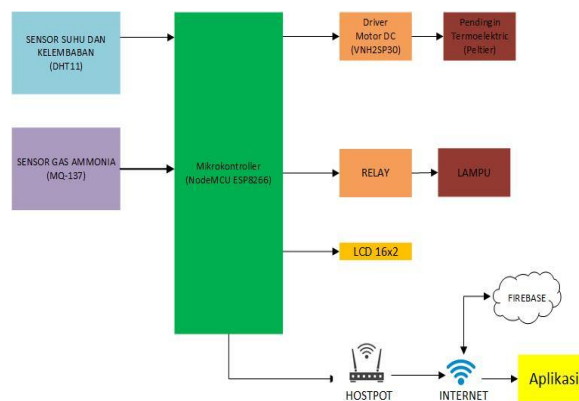 SENSOR SUHU DAN
KELEMBABAN
(DHT11)
SENSOR GAS AMMONIA
(MQ-137)
Mikrokontroller
(NodeMCU ESP8266)
Driver
Motor DC
(VNH2SP30)
Pendingin
Termoelektric
(Peltier)
RELAY
LAMPU
LCD 16x2
FIREBASE
HOSTPOT
INTERNET
Aplikasi